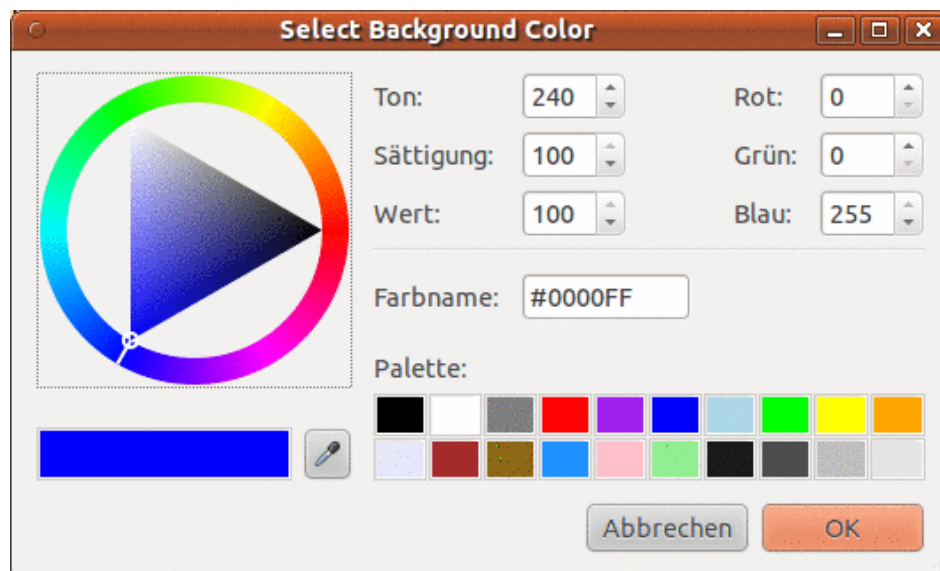 Select Background Color
Ton: 240 Rot: 0
Sättigung: 100 Grün: 0
Wert: 100 Blau: 255
Farbname: #0000FF
Palette:
Abbrechen OK